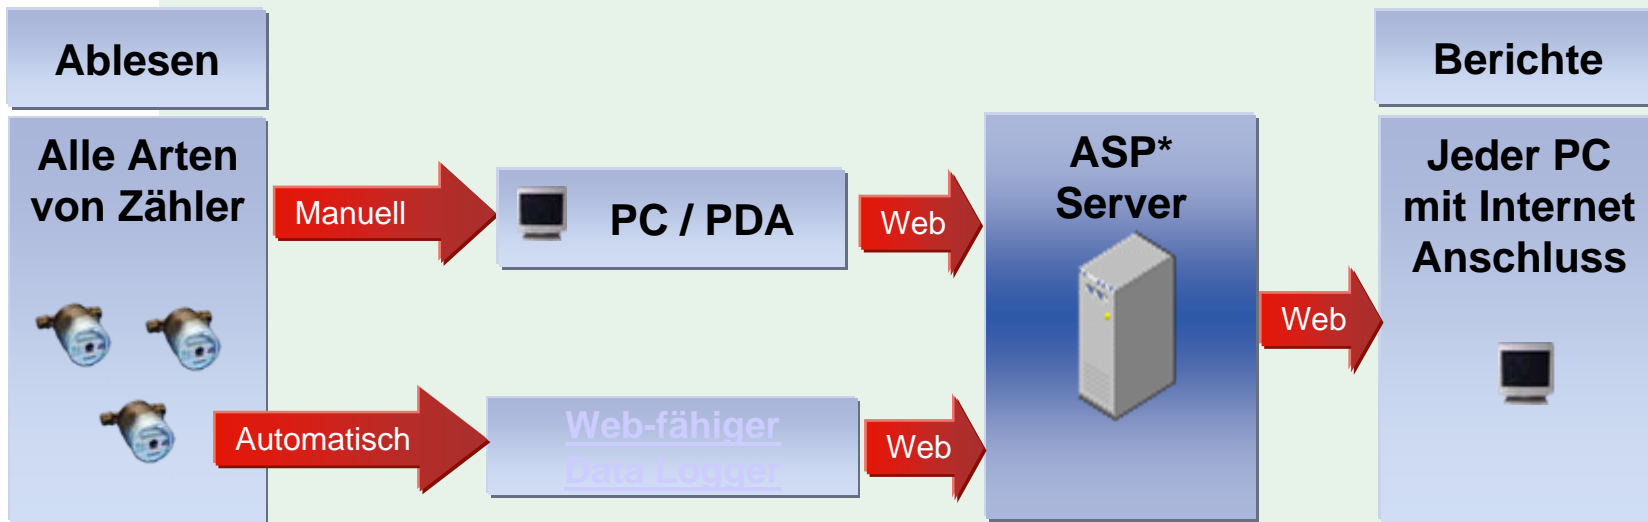 Ablesen
Alle Arten
von Zähler
Manuell
Automatisch
PC / PDA
Web-fähiger
Data Logger
Web
Web
ASP*
Server
Web
Berichte
Jeder PC
mit Internet
Anschluss